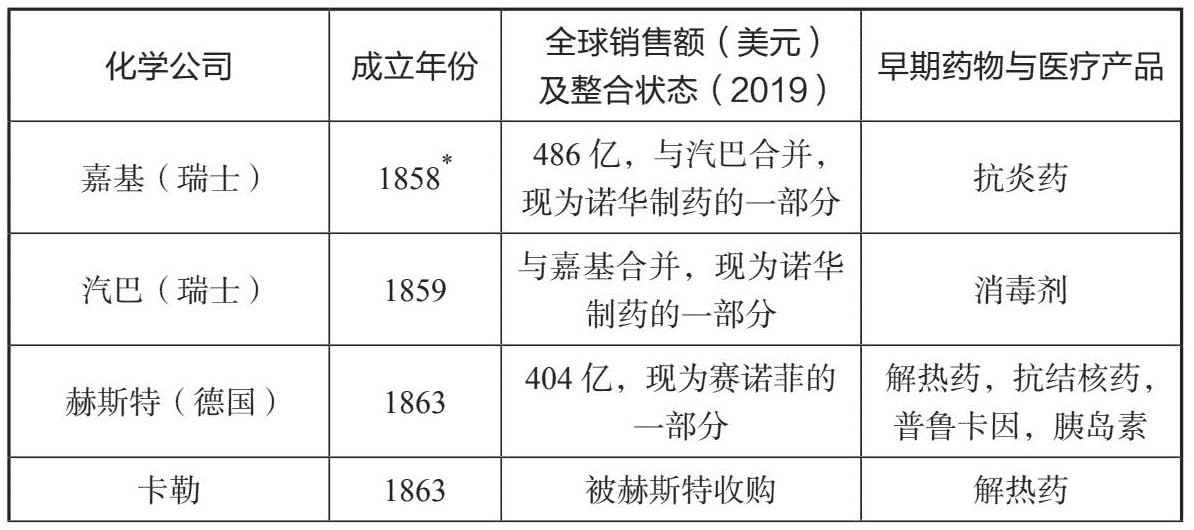 化学公司
成立年份
全球销售额（美元）
及整合状态（2019）
早期药物与医疗产品
嘉基（瑞士）
1858*
486 亿，与汽巴合并，
现为诺华制药的一部分
抗炎药
汽巴（瑞士）
1859
与嘉基合并，现为诺华
制药的一部分
消毒剂
赫斯特（德国）
1863
404 亿，现为赛诺菲的
一部分
解热药，抗结核药，
普鲁卡因，胰岛素
卡勒
1863
被赫斯特收购
解热药